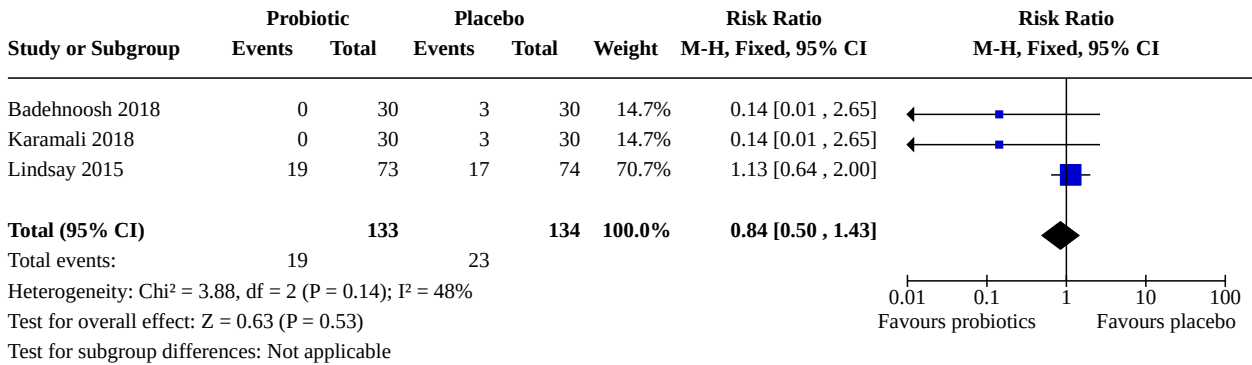 Probiotic Placebo Risk Ratio Risk Ratio
Study or Subgroup Events Total Events Total Weight M-H, Fixed, 95% CI M-H, Fixed, 95% CI
Badehnoosh 2018 0 30 3 30 14.7% 0.14 [0.01 , 2.65]
Karamali 2018 0 30 3 30 14.7% 0.14 [0.01 , 2.65]
Lindsay 2015 19 73 17 74 70.7% 1.13 [0.64 , 2.00]
Total (95% CI) 133 134 100.0% 0.84 [0.50 , 1.43]
Total events: 19 23
Heterogeneity: Chi² = 3.88, df = 2 (P = 0.14); I² = 48%
Test for overall effect: Z = 0.63 (P = 0.53)
Test for subgroup differences: Not applicable
0.01 0.1 1 10 100
Favours probiotics Favours placebo